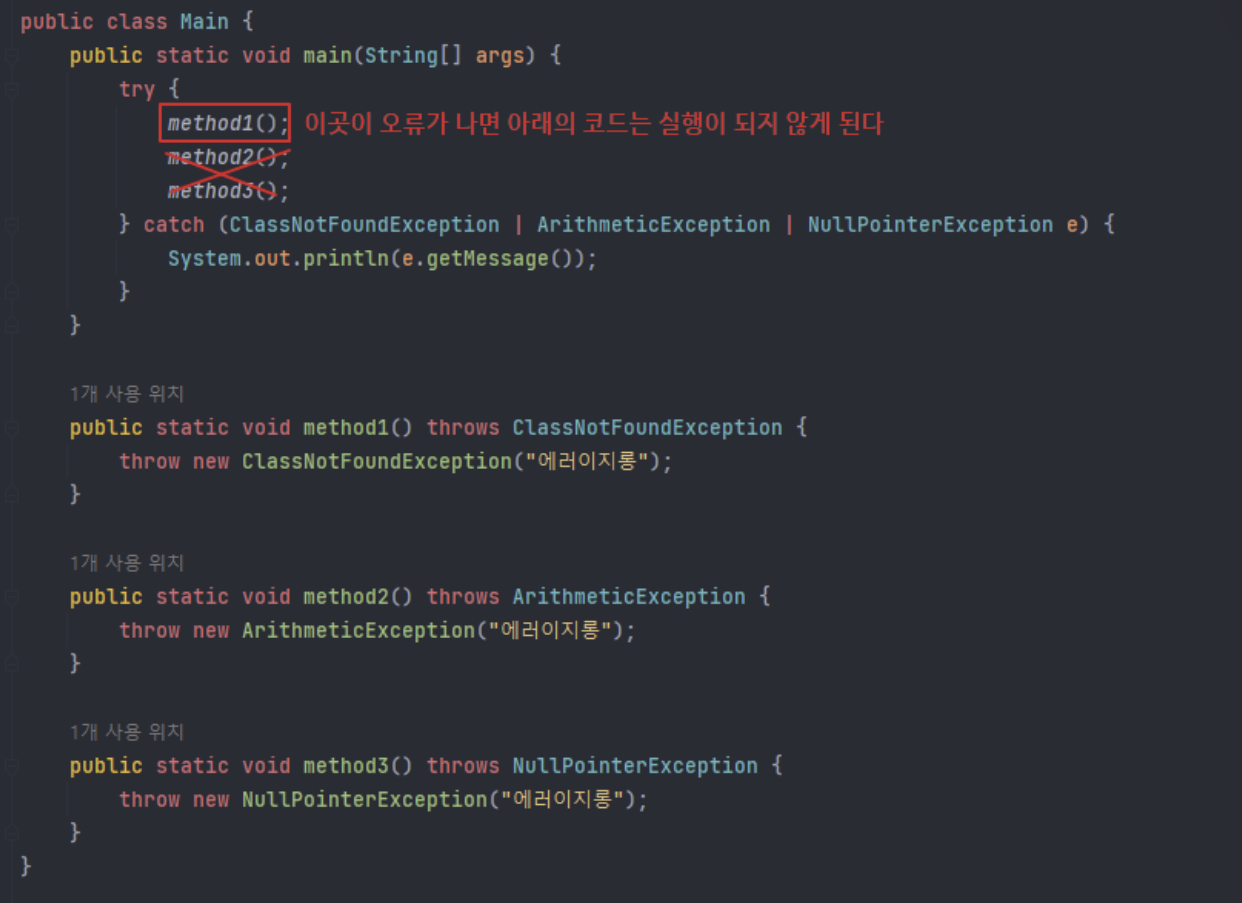 public class Main {
public static void main(String[] args) {
try {
method1(); 이곳이 오류가 나면 아래의 코드는 실행이 되지 않게 된다
method2();
method3();
} catch (ClassNotFoundException | ArithmeticException | NullPointerException e) {
System.out.println(e.getMessage());
}
}
1개 사용 위치
public static void method1() throws ClassNotFoundException {
throw new ClassNotFoundException("에러이지롱");
}
1개 사용 위치
public static void method2() throws ArithmeticException {
throw new ArithmeticException("에러이지롱");
}
1개 사용 위치
public static void method3() throws NullPointerException {
throw new NullPointerException("에러이지롱");
}
}